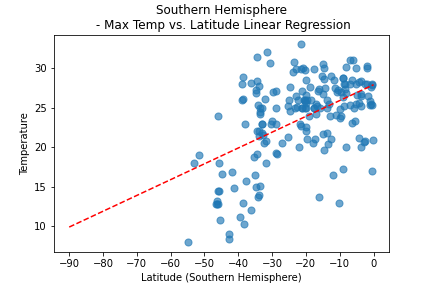 Southern Hemisphere
- Max Temp vs. Latitude Linear Regression
Temperature
30
25
20
15
10
−90 −80 −70 −60 −50 −40 −30 −20 −10 0
Latitude (Southern Hemisphere)